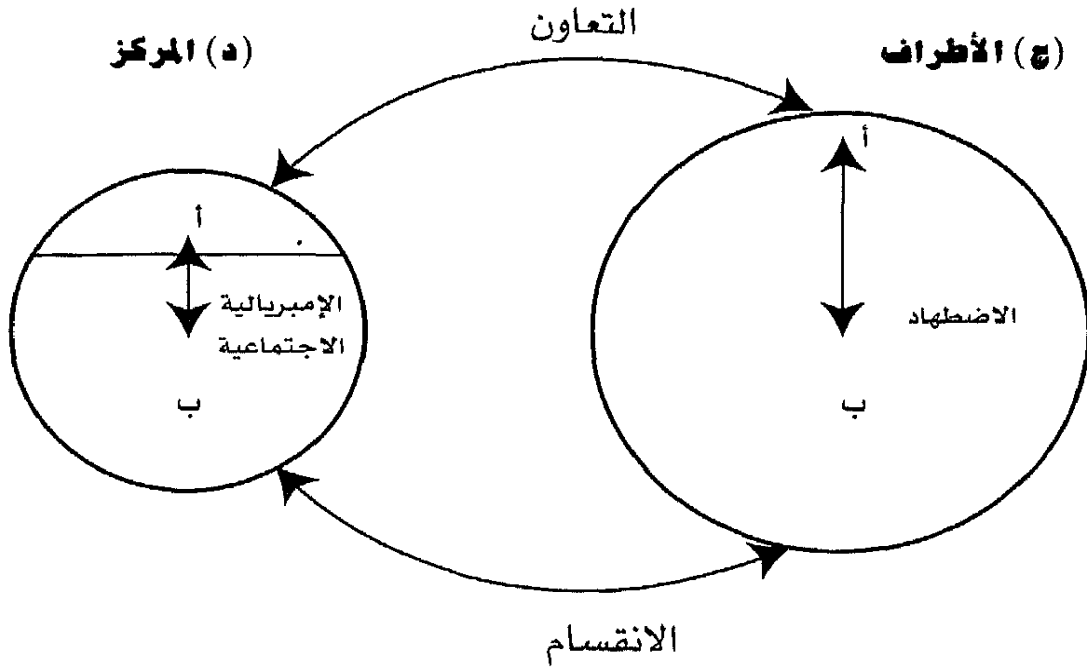 التعاون
(ج) الأطراف
(د) المركز
أ
الاضطهاد
ب
أ
الإمبريالية
الاجتماعية
ب
الانقسام